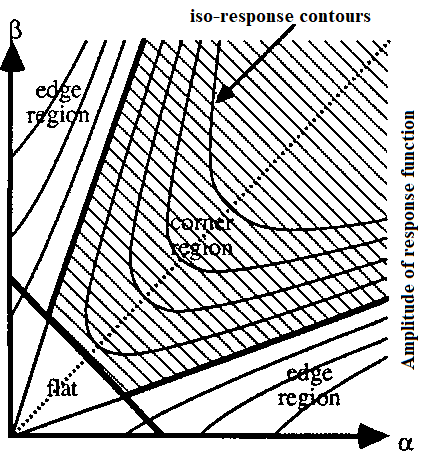 iso-response contours
β
edge
region
corner
region
flat
edge
region
α
Amplitude of response function